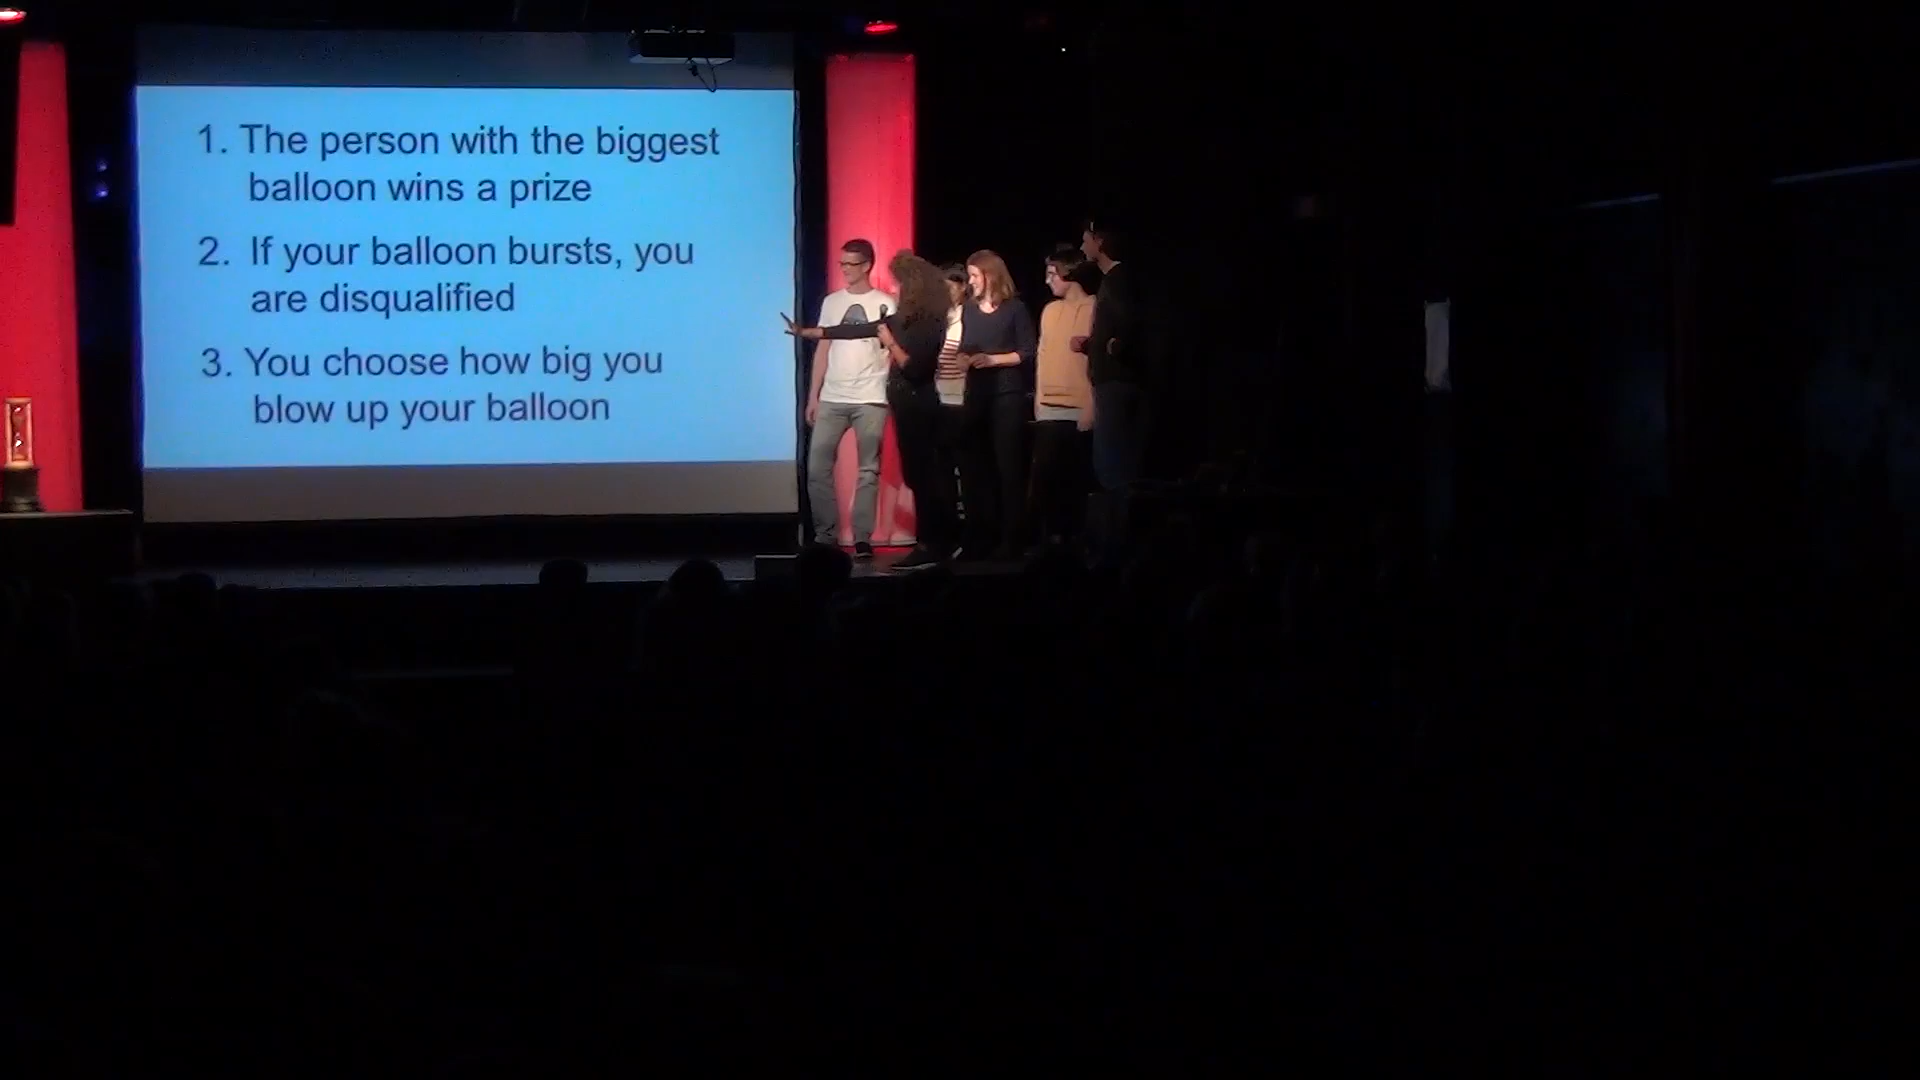 1. The person with the biggest
balloon wins a prize
2. If your balloon bursts, you
are disqualified
3. You choose how big you
blow up your balloon